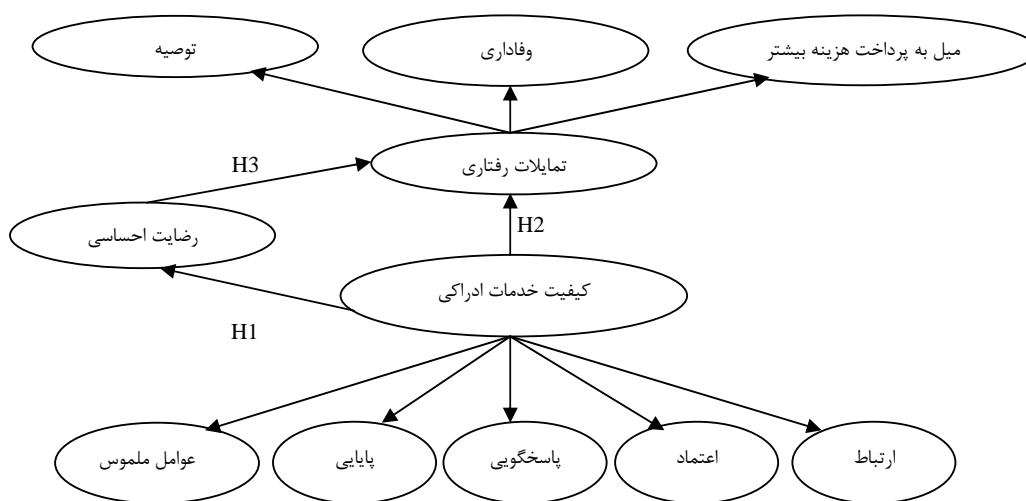 میل به پرداخت هزینه بیشتر
وفاداری
توصیه
تمایلات رفتاری
H3
H2
رضایت احساسی
کیفیت خدمات ادراکی
H1
ارتباط
اعتماد
پاسخگویی
پایایی
عوامل ملموس